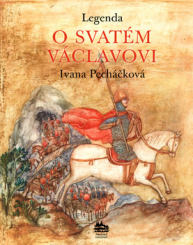 Legenda
O SVATÉM
VÁCLAVOVI
Ivana Pecháčková